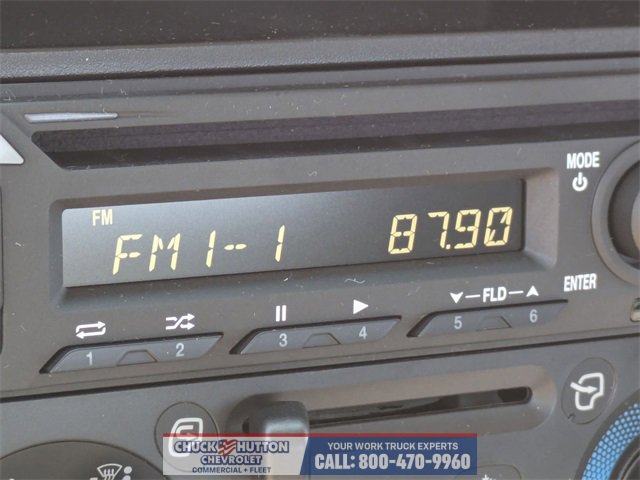 MODE
FM
FM1-1 87.90
ENTER
FLD
1 2 3 4 5 6
CHUCK HUTTON
CHEVROLET
COMMERCIAL + FLEET
YOUR WORK TRUCK EXPERTS
CALL: 800-470-9960